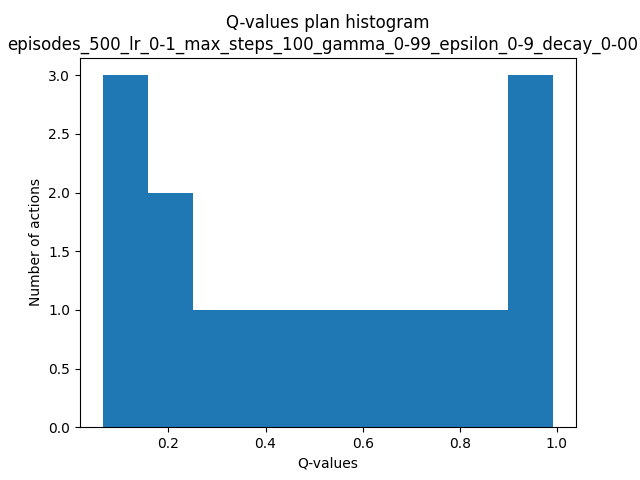 Q-values plan histogram
episodes_500_lr_0-1_max_steps_100_gamma_0-99_epsilon_0-9_decay_0-00
3.0
2.5
2.0
1.5
1.0
0.5
0.0
Number of actions
0.2 0.4 0.6 0.8 1.0
Q-values